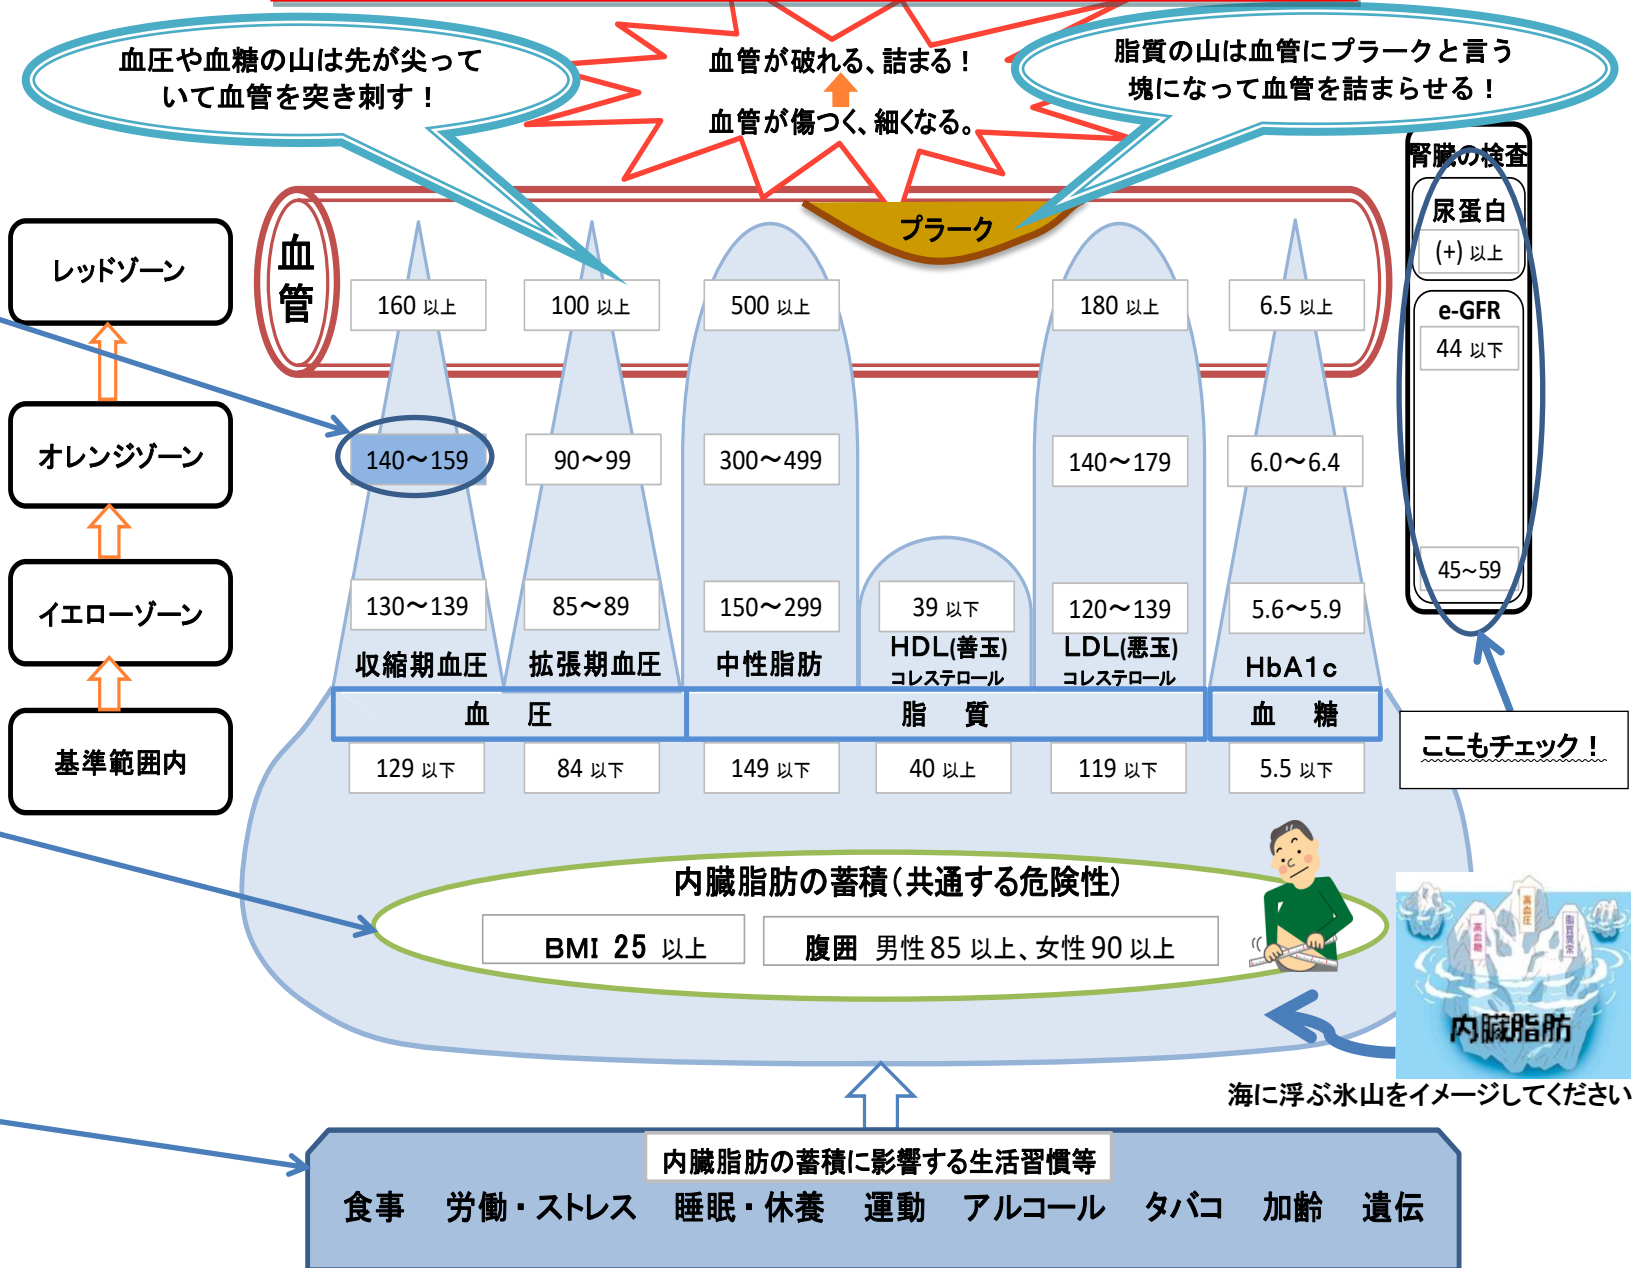 血圧や血糖の山は先が尖って
いて血管を突き刺す！
血管が破れる、詰まる！
血管が傷つく、細くなる。
脂質の山は血管にプラークと言う
塊になって血管を詰まらせる！
腎臓の検査
尿蛋白
(+) 以上
e-GFR
44 以下
45~59
ここもチェック！
血管
プラーク
レッドゾーン
160 以上
100 以上
500 以上
180 以上
6.5 以上
オレンジゾーン
140～159
90～99
300～499
140～179
6.0～6.4
イエローゾーン
130～139
85～89
150～299
39 以下
120～139
5.6～5.9
収縮期血圧
拡張期血圧
中性脂肪
HDL(善玉)
コレステロール
LDL(悪玉)
コレステロール
HbA1c
血 圧
脂 質
血 糖
基準範囲内
129 以下
84 以下
149 以下
40 以上
119 以下
5.5 以下
内臓脂肪の蓄積(共通する危険性)
BMI 25 以上
腹囲 男性 85 以上、女性 90 以上
高血糖
高血圧
脂質異常
内臓脂肪
海に浮ぶ氷山をイメージしてください
内臓脂肪の蓄積に影響する生活習慣等
食事 労働・ストレス 睡眠・休養 運動 アルコール タバコ 加齢 遺伝